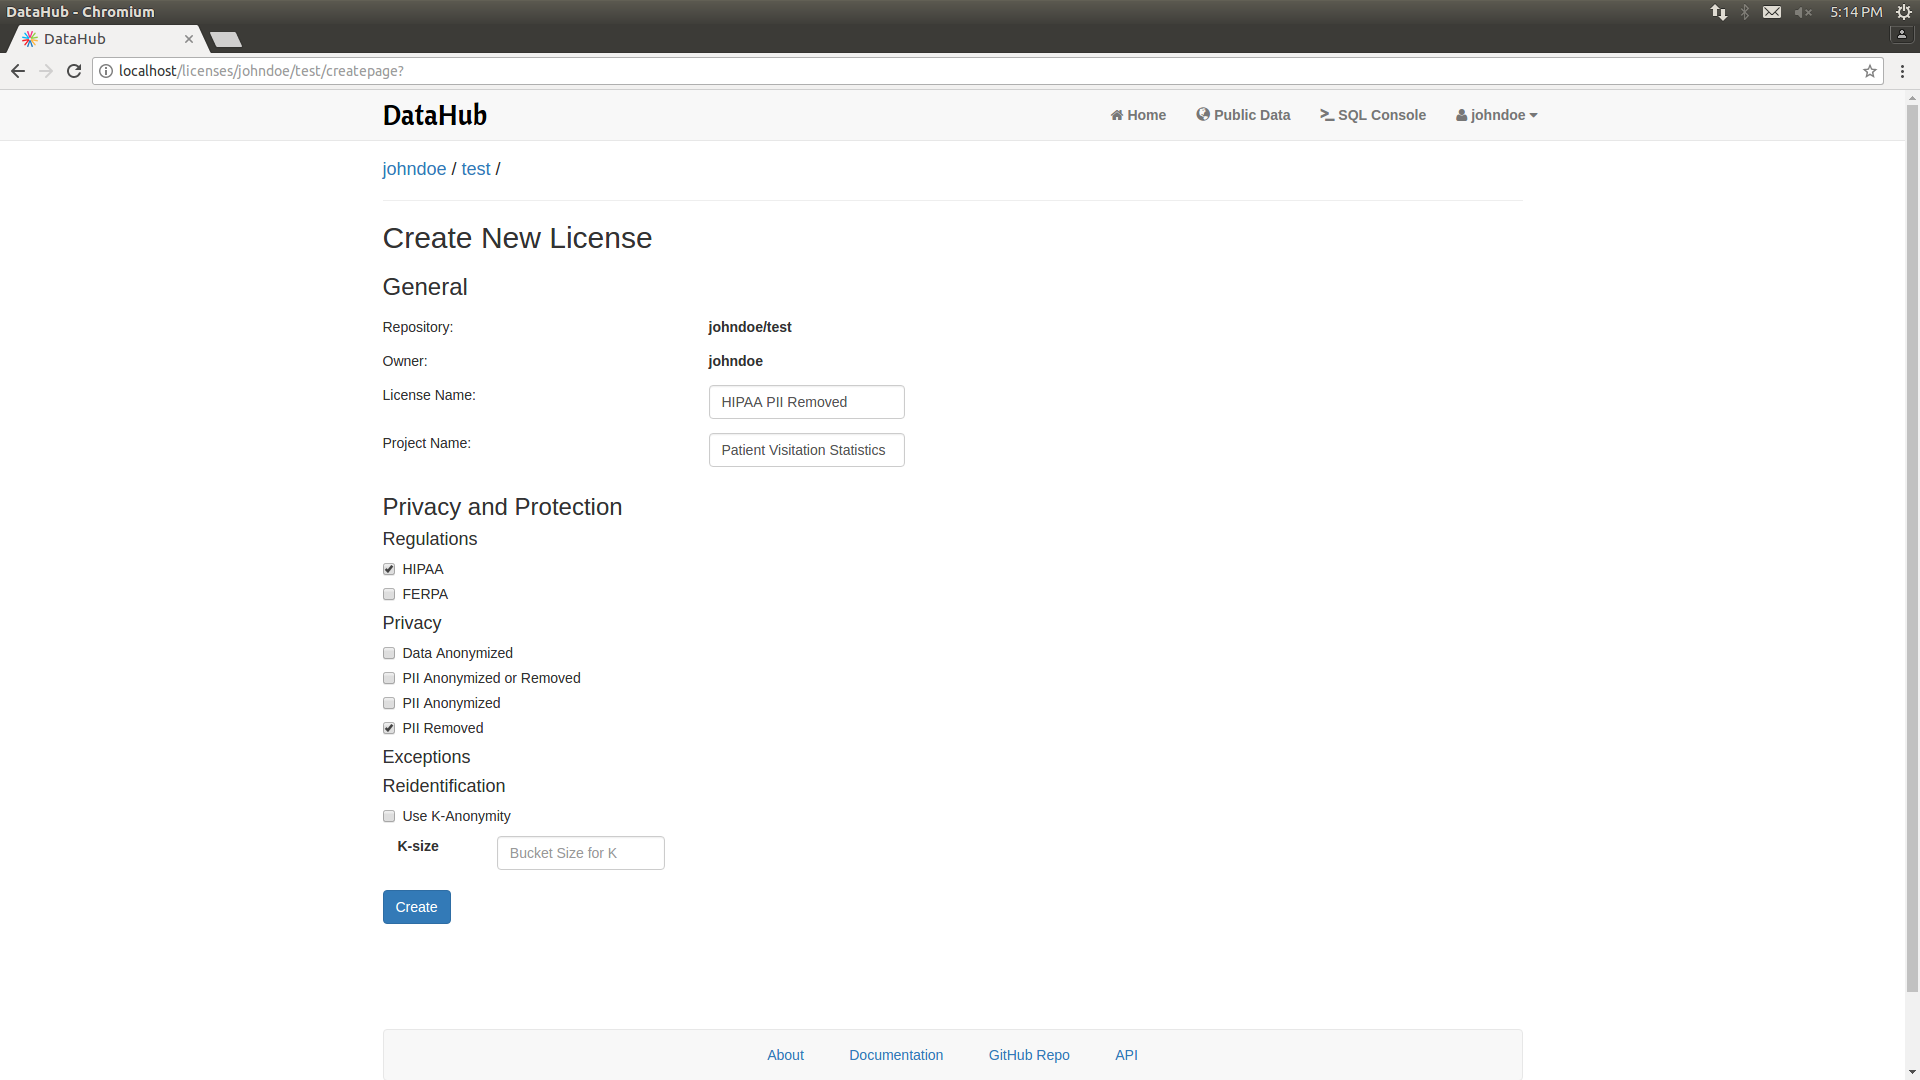 DataHub - Chromium
5:14 PM
DataHub
localhost/licenses/johndoe/test/createpage?
DataHub
Home
Public Data
SQL Console
johndoe
johndoe / test /
Create New License
General
Repository: johndoe/test
Owner: johndoe
License Name: HIPAA PII Removed
Project Name: Patient Visitation Statistics
Privacy and Protection
Regulations
HIPAA
FERPA
Privacy
Data Anonymized
PII Anonymized or Removed
PII Anonymized
PII Removed
Exceptions
Reidentification
Use K-Anonymity
K-size Bucket Size for K
Create
About Documentation GitHub Repo API